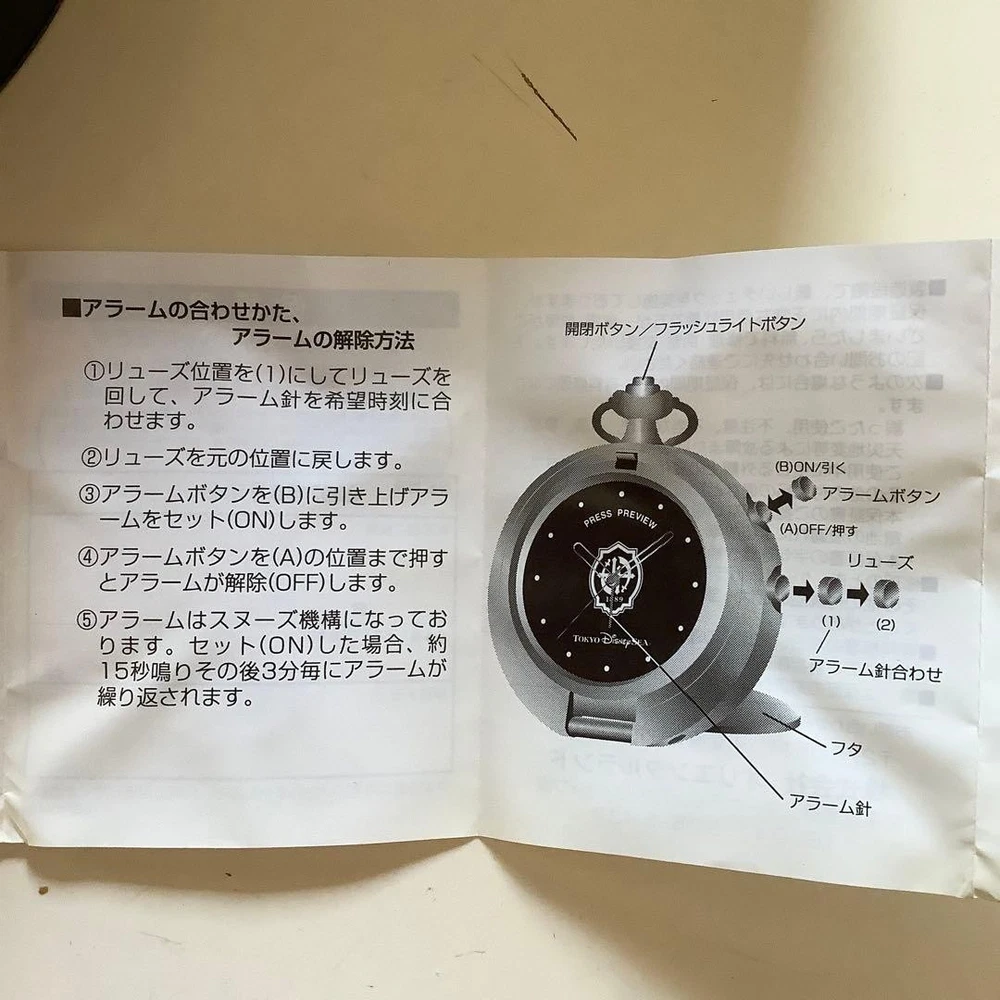 ■アラームの合わせかた、
アラームの解除方法
①リューズ位置を(1)にしてリューズを
回して、アラーム針を希望時刻に合
わせます。
②リューズを元の位置に戻します。
③アラームボタンを(B)に引き上げアラ
ームをセット(ON)します。
④アラームボタンを(A)の位置まで押す
とアラームが解除(OFF)します。
⑤アラームはスヌーズ機構になってお
ります。セット(ON)した場合、約
15秒鳴りその後3分毎にアラームが
繰り返されます。
開閉ボタン/フラッシュライトボタン
(B)ON/引く
アラームボタン
(A)OFF/押す
リューズ
(1)
(2)
アラーム針合わせ
フタ
アラーム針
PRESS PREVIEW
1889
TOKYO DisneySEA